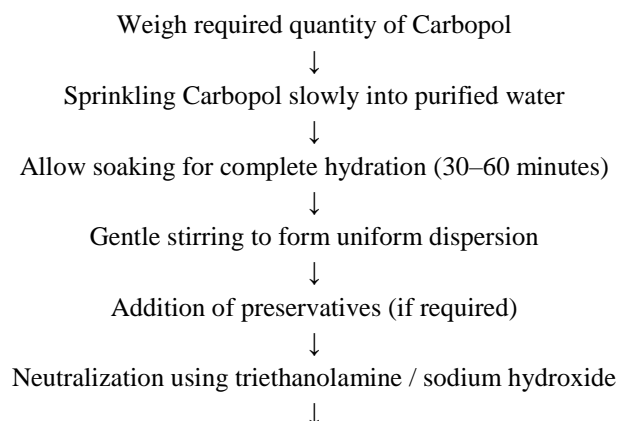 Weigh required quantity of Carbopol
↓
Sprinkling Carbopol slowly into purified water
↓
Allow soaking for complete hydration (30–60 minutes)
↓
Gentle stirring to form uniform dispersion
↓
Addition of preservatives (if required)
↓
Neutralization using triethanolamine / sodium hydroxide
↓